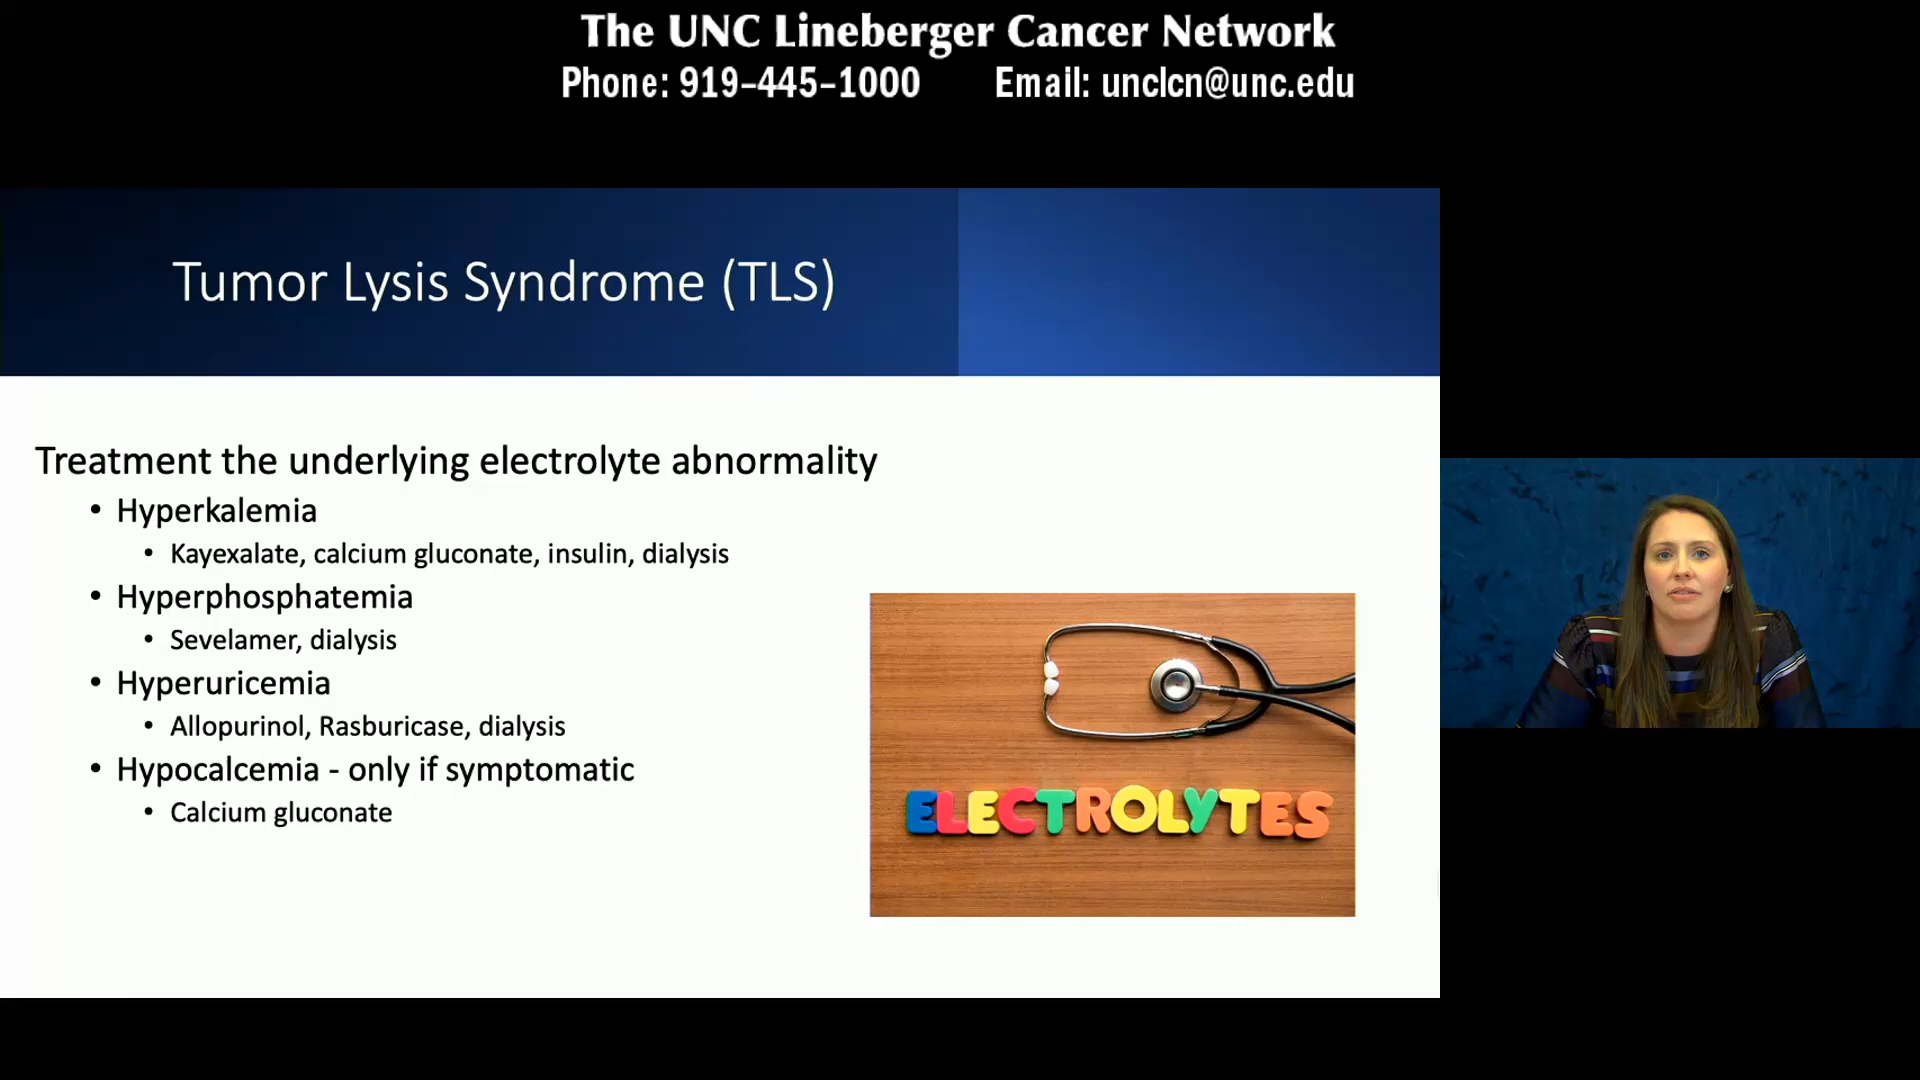 The UNC Lineberger Cancer Network
Phone: 919-445-1000 Email: unclcn@unc.edu
Tumor Lysis Syndrome (TLS)
Treatment the underlying electrolyte abnormality
• Hyperkalemia
• Kayexalate, calcium gluconate, insulin, dialysis
• Hyperphosphatemia
• Sevelamer, dialysis
• Hyperuricemia
• Allopurinol, Rasburicase, dialysis
• Hypocalcemia - only if symptomatic
• Calcium gluconate
ELECTROLYTES